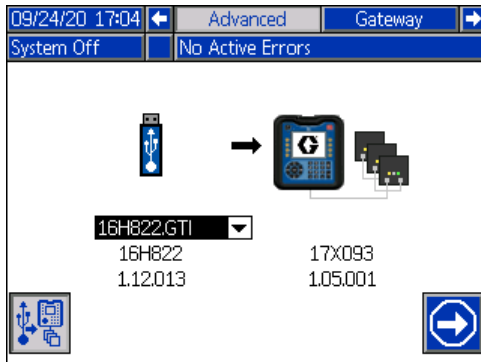 09/24/20 17:04 Advanced Gateway
System Off No Active Errors
G
16H822.GTI
16H822 17X093
1.12.013 1.05.001